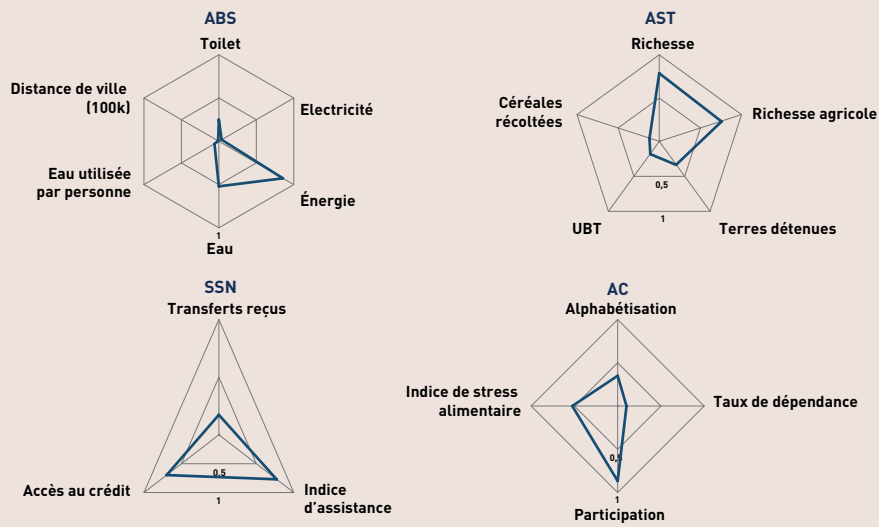 ABS
Toilet
Distance de ville
(100k)
Electricité
Eau utilisée
par personne
Énergie
1
Eau
AST
Richesse
Céréales
récoltées
Richesse agricole
0,5
UBT
1
Terres détenues
SSN
Transferts reçus
0.5
Accès au crédit
1
Indice
d'assistance
AC
Alphabétisation
Indice de stress
alimentaire
Taux de dépendance
0,5
1
Participation